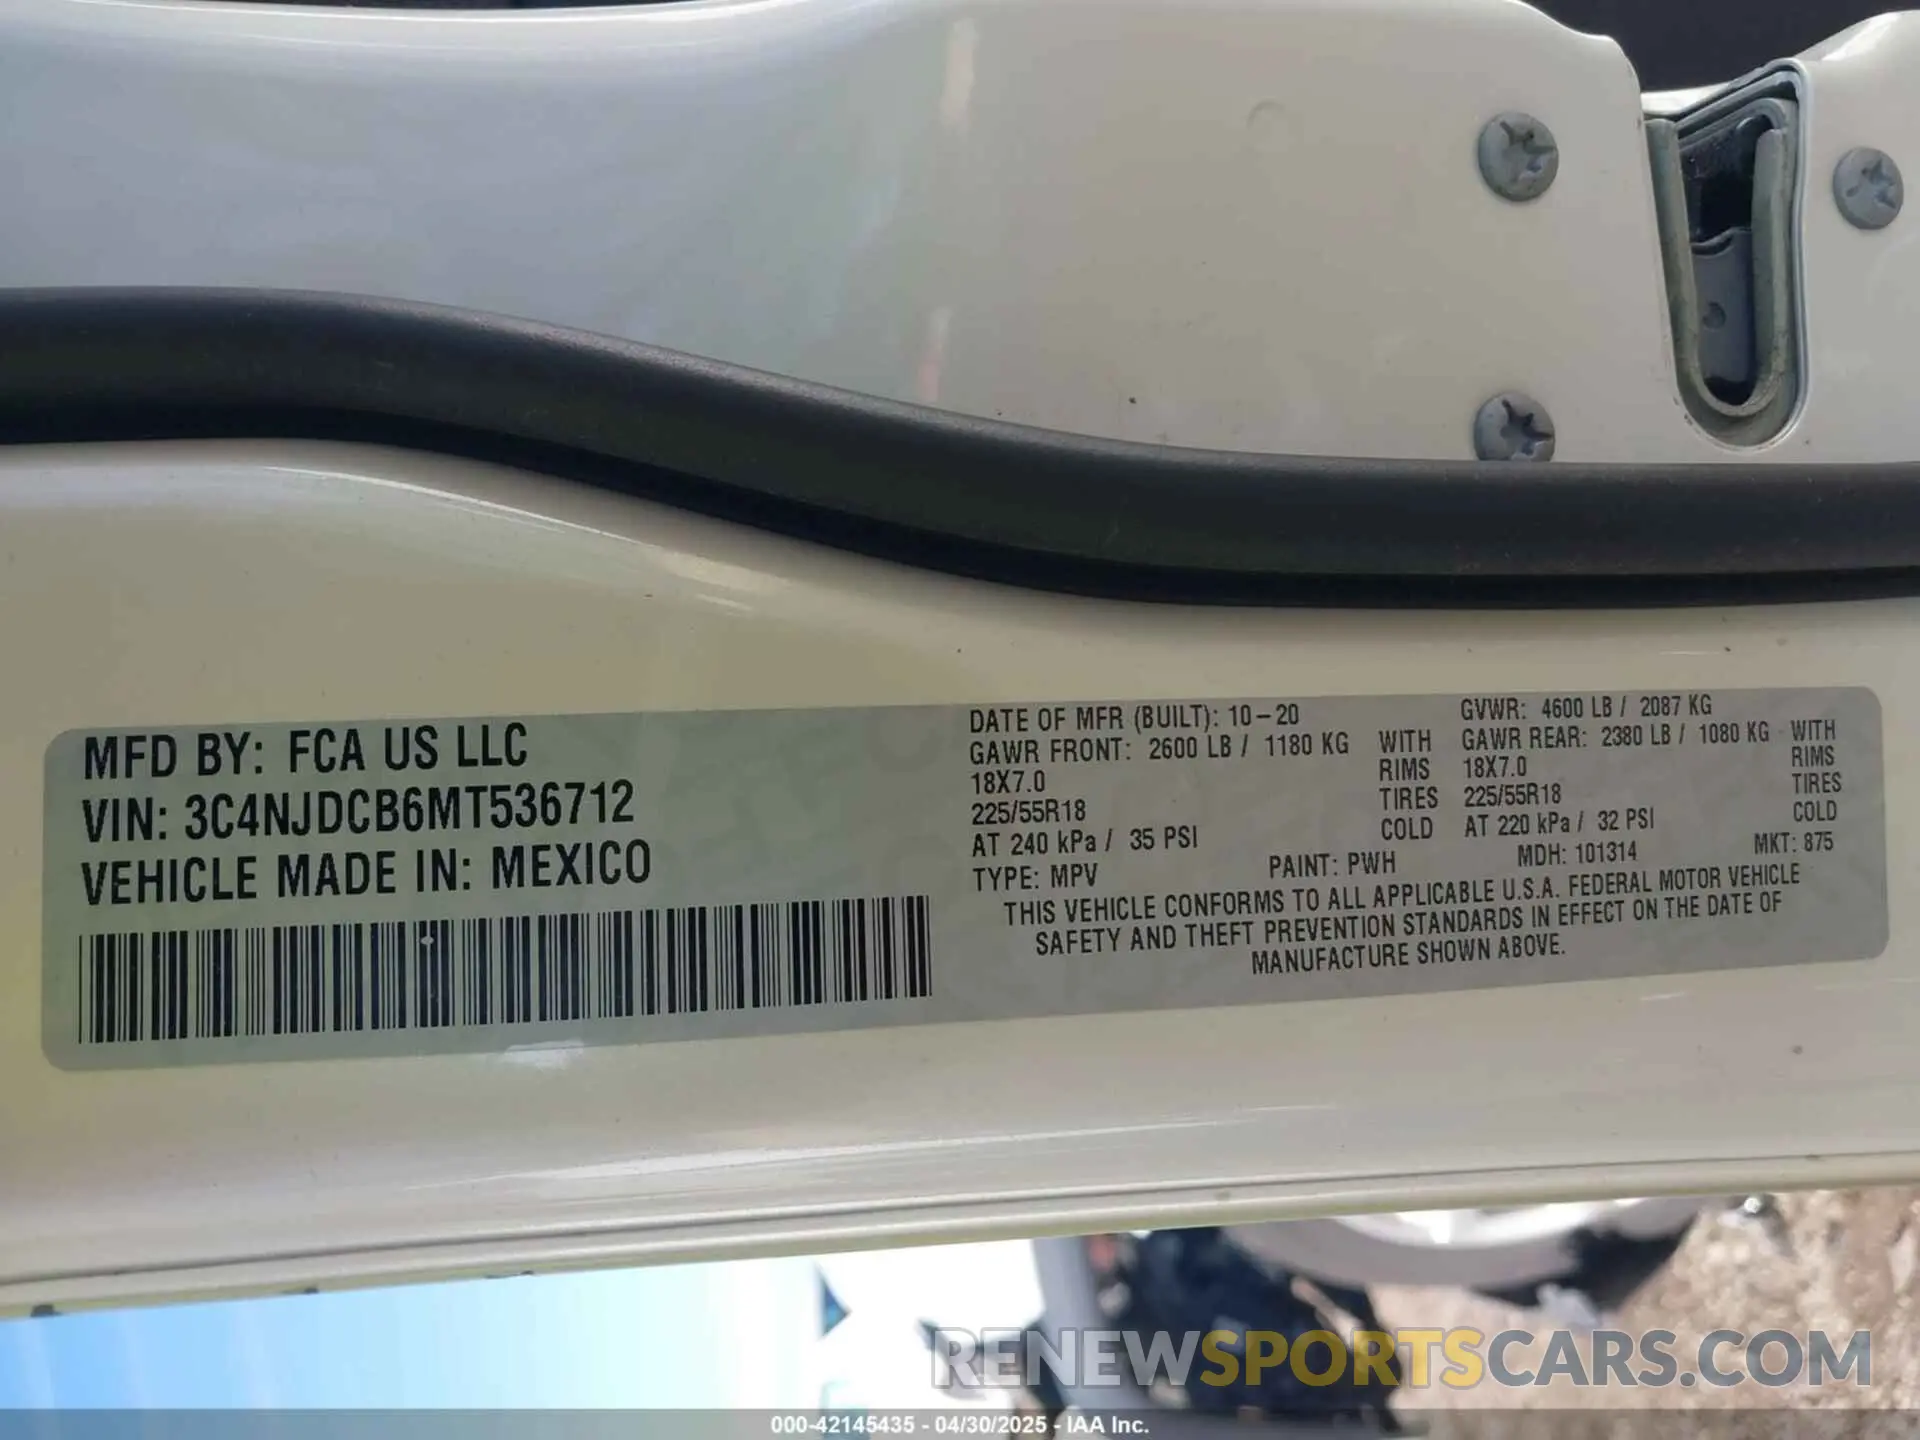 MFD BY: FCA US LLC
VIN: 3C4NJDCB6MT536712
VEHICLE MADE IN: MEXICO
DATE OF MFR (BUILT): 10-20 GVWR: 4600 LB / 2087 KG
GAWR FRONT: 2600 LB / 1180 KG WITH GAWR REAR: 2380 LB / 1080 KG WITH
18X7.0 RIMS 18X7.0 RIMS
225/55R18 TIRES 225/55R18 TIRES
AT 240 kPa / 35 PSI COLD AT 220 kPa / 32 PSI COLD
TYPE: MPV PAINT: PWH MDH: 101314 MKT: 875
THIS VEHICLE CONFORMS TO ALL APPLICABLE U.S.A. FEDERAL MOTOR VEHICLE
SAFETY AND THEFT PREVENTION STANDARDS IN EFFECT ON THE DATE OF
MANUFACTURE SHOWN ABOVE.
RENEWSPORTSCARS.COM
000-42145435 - 04/30/2025 - IAA Inc.